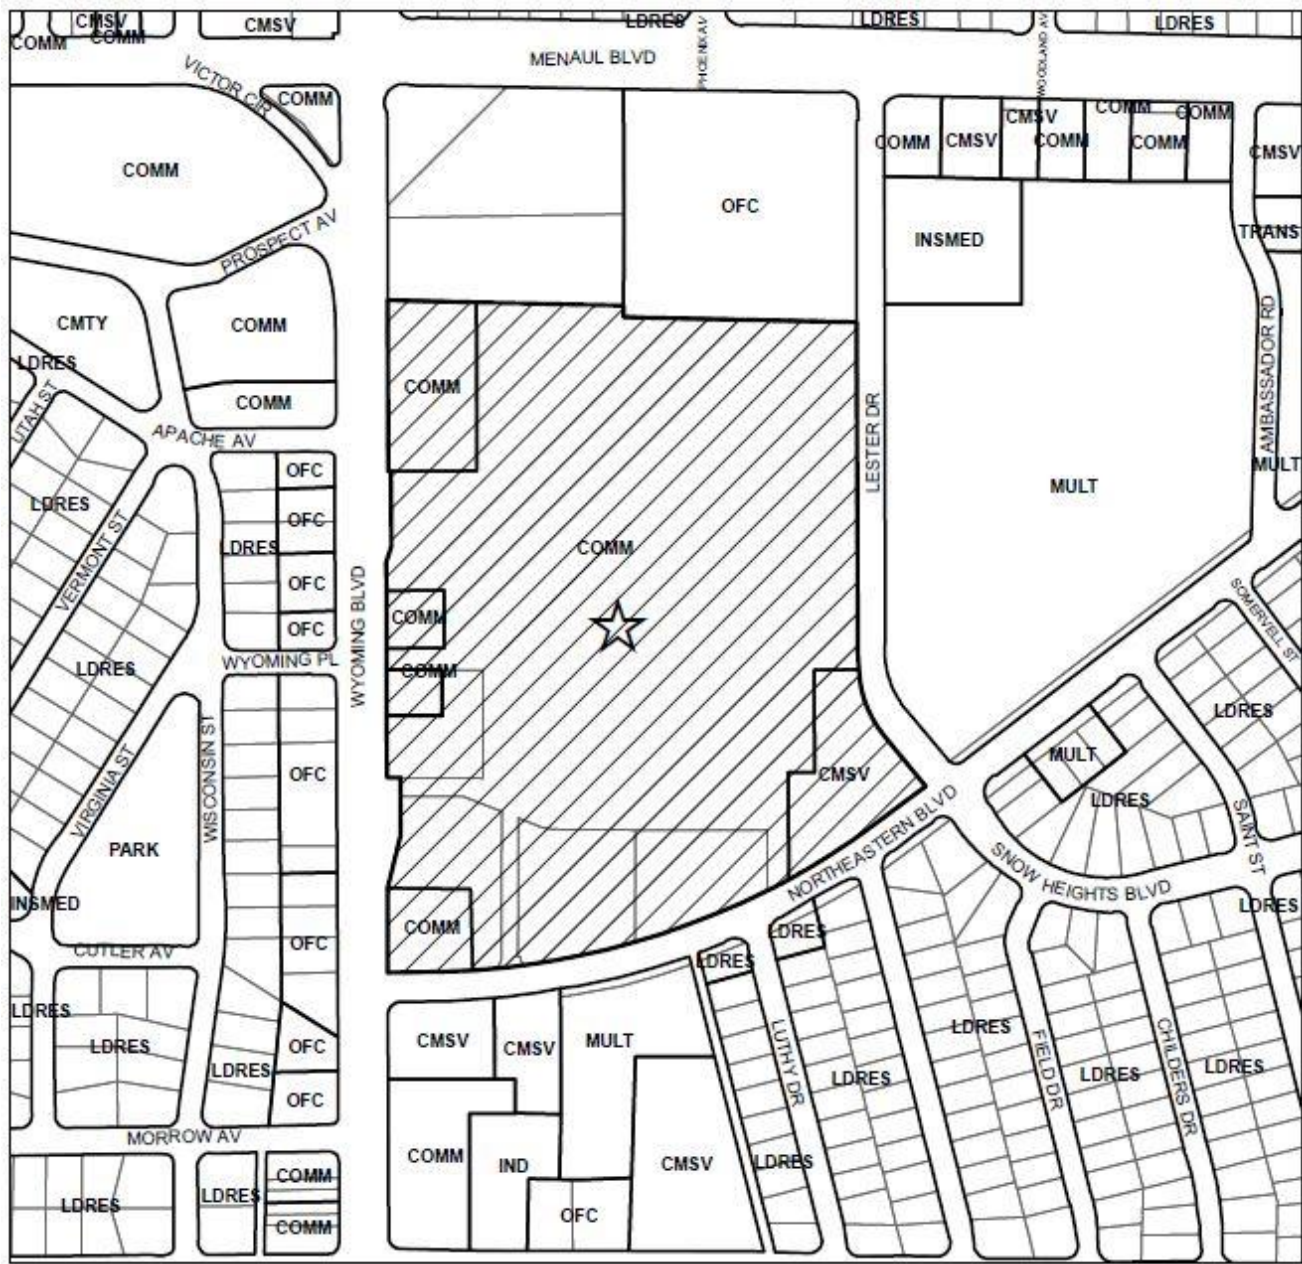 CMSV
COMM
COMM
CMSV
LDRES
LDRES
LDRES
MENAUL BLVD
PHOENIX AV
WOODLAND AV
VICTOR CIR
COMM
COMM
COMM
CMSV
CMSV
COMM
COMM
COMM
COMM
CMSV
COMM
OFC
INSMED
TRANS
PROSPECT AV
CMTY
COMM
LDRES
COMM
COMM
UTAH ST
APACHE AV
LESTER DR
AMBASSADOR RD
OFC
MULT
MULT
LDRES
OFC
LDRES
COMM
VERMONT ST
OFC
WYOMING BLVD
COMM
OFC
SOMERVELL ST
WYOMING PL
LDRES
COMM
LDRES
WISCONSIN ST
VIRGINIA ST
OFC
CMSV
MULT
LDRES
SAINT ST
NORTHEASTERN BLVD
PARK
SNOW HEIGHTS BLVD
INSMED
COMM
LDRES
LDRES
CUTLER AV
OFC
LDRES
LDRES
LDRES
OFC
LDRES
CMSV
CMSV
MULT
LUTHY DR
LDRES
FIELD DR
CHILDERS DR
LDRES
OFC
LDRES
LDRES
LDRES
MORROW AV
COMM
IND
CMSV
LDRES
COMM
LDRES
LDRES
OFC
COMM